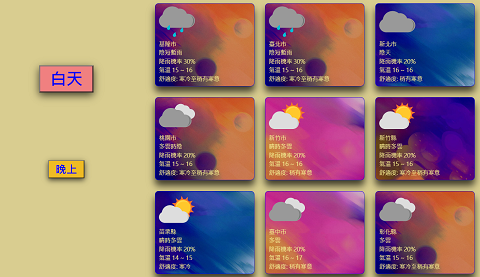 白天
晚上
基隆市
陰短暫雨
降雨機率 30%
氣溫 15 ~ 16
舒適度: 寒冷至稍有寒意
臺北市
陰短暫雨
降雨機率 30%
氣溫 15 ~ 16
舒適度: 寒冷至稍有寒意
新北市
陰天
降雨機率 20%
氣溫 15 ~ 16
舒適度: 寒冷至稍有寒意
桃園市
多雲時陰
降雨機率 20%
氣溫 15 ~ 16
舒適度: 寒冷至稍有寒意
新竹市
晴時多雲
降雨機率 20%
氣溫 15 ~ 16
舒適度: 寒冷至稍有寒意
新竹縣
晴時多雲
降雨機率 20%
氣溫 15 ~ 16
舒適度: 寒冷至稍有寒意
苗栗縣
晴時多雲
降雨機率 20%
氣溫 14 ~ 15
舒適度: 寒冷
臺中市
多雲
降雨機率 20%
氣溫 16 ~ 17
舒適度: 稍有寒意
彰化縣
多雲
降雨機率 20%
氣溫 15 ~ 16
舒適度: 寒冷至稍有寒意